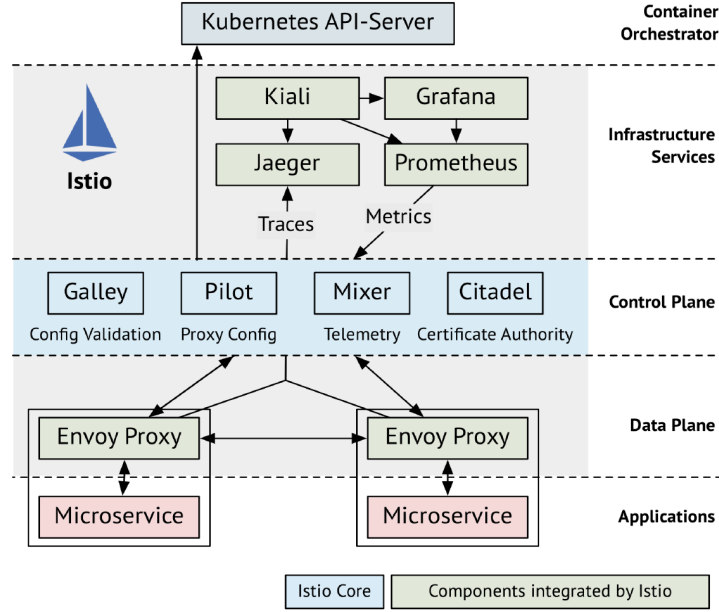 Kubernetes API-Server
Container
Orchestrator
Kiali
Grafana
Infrastructure
Services
Jaeger
Prometheus
Istio
Traces
Metrics
Galley
Pilot
Mixer
Citadel
Control Plane
Config Validation
Proxy Config
Telemetry
Certificate Authority
Data Plane
Envoy Proxy
Envoy Proxy
Microservice
Microservice
Applications
Istio Core
Components integrated by Istio